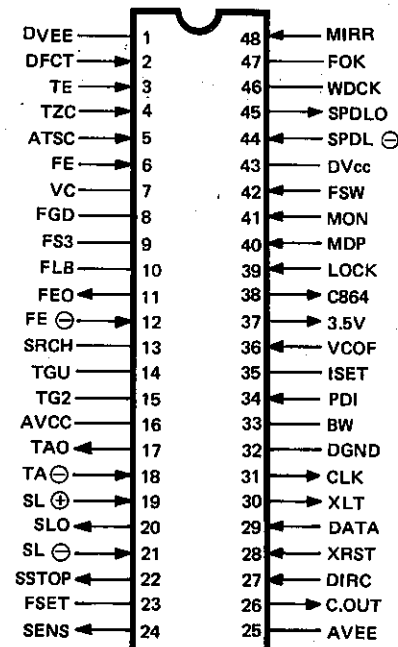 DVEE 1 48 MIRR
DFCT 2 47 FOK
TE 3 46 WDCK
TZC 4 45 SPDLO
ATSC 5 44 SPDL ⊖
FE 6 43 DVcc
VC 7 42 FSW
FGD 8 41 MON
FS3 9 40 MDP
FLB 10 39 LOCK
FEO 11 38 C864
FE ⊖ 12 37 3.5V
SRCH 13 36 VCOF
TGU 14 35 ISET
TG2 15 34 PDI
AVCC 16 33 BW
TAO 17 32 DGND
TA⊖ 18 31 CLK
SL ⊕ 19 30 XLT
SLO 20 29 DATA
SL ⊖ 21 28 XRST
SSTOP 22 27 DIRC
FSET 23 26 C.OUT
SENS 24 25 AVEE